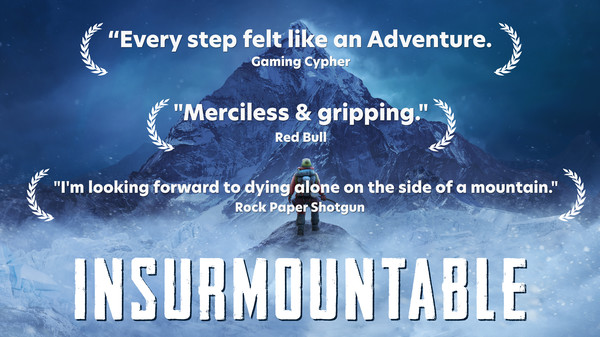 “Every step felt like an Adventure.
Gaming Cypher
"Merciless & gripping."
Red Bull
"I'm looking forward to dying alone on the side of a mountain."
Rock Paper Shotgun
INSURMOUNTABLE